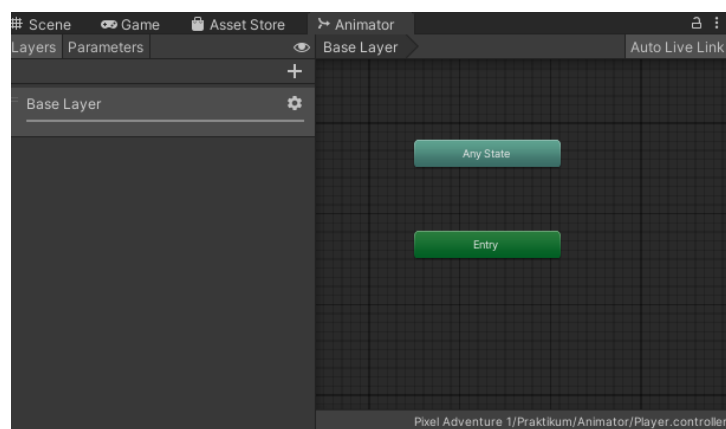 Scene Game Asset Store Animator
Layers Parameters Base Layer Auto Live Link
Base Layer
Any State
Entry
Pixel Adventure 1/Praktikum/Animator/Player.controller